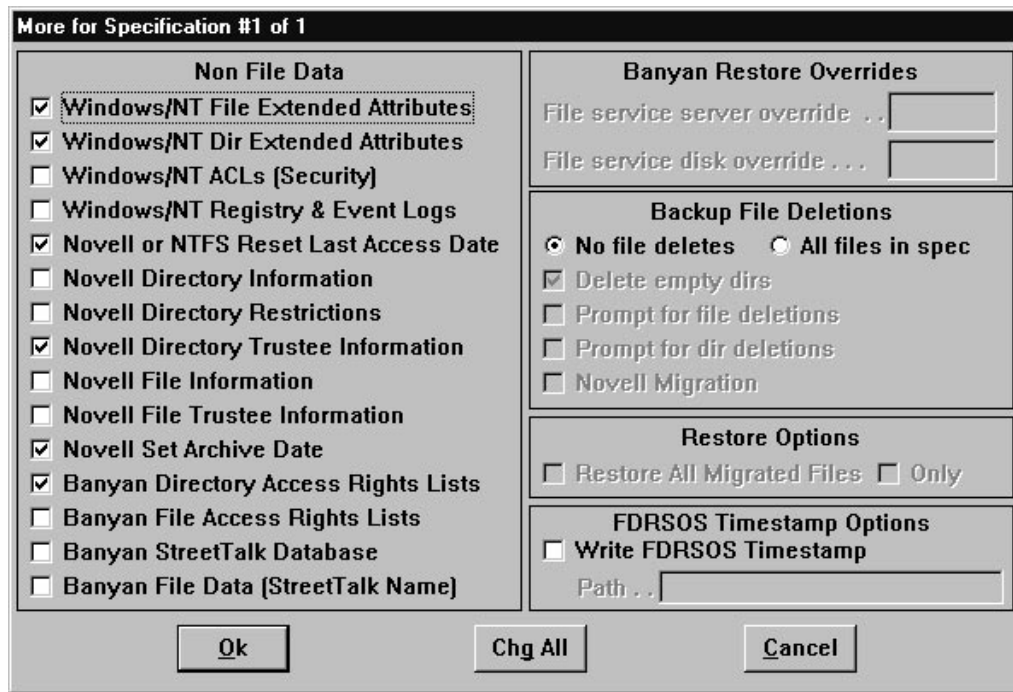 More for Specification #1 of 1
Non File Data
Windows/NT File Extended Attributes
Windows/NT Dir Extended Attributes
Windows/NT ACLs (Security)
Windows/NT Registry & Event Logs
Novell or NTFS Reset Last Access Date
Novell Directory Information
Novell Directory Restrictions
Novell Directory Trustee Information
Novell File Information
Novell File Trustee Information
Novell Set Archive Date
Banyan Directory Access Rights Lists
Banyan File Access Rights Lists
Banyan StreetTalk Database
Banyan File Data (StreetTalk Name)
Banyan Restore Overrides
File service server override . .
File service disk override . . .
Backup File Deletions
No file deletes All files in spec
Delete empty dirs
Prompt for file deletions
Prompt for dir deletions
Novell Migration
Restore Options
Restore All Migrated Files Only
FDRSOS Timestamp Options
Write FDRSOS Timestamp
Path . .
Ok Chg All Cancel